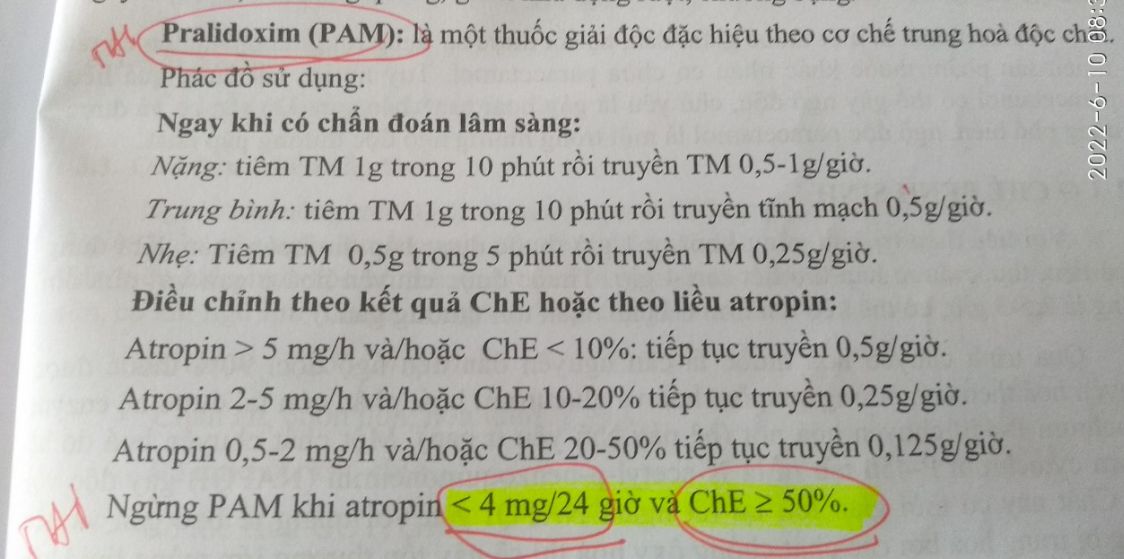 Pralidoxim (PAM): là một thuốc giải độc đặc hiệu theo cơ chế trung hoà độc
Phác đồ sử dụng:
Ngay khi có chẩn đoán lâm sàng:
Nặng: tiêm TM 1g trong 10 phút rồi truyền TM 0,5-1g/giờ.
Trung bình: tiêm TM 1g trong 10 phút rồi truyền tĩnh mạch 0,5g/giờ.
Nhẹ: Tiêm TM 0,5g trong 5 phút rồi truyền TM 0,25g/giờ.
Điều chỉnh theo kết quả ChE hoặc theo liều atropin:
Atropin > 5 mg/h và/hoặc ChE < 10%: tiếp tục truyền 0,5g/giờ.
Atropin 2-5 mg/h và/hoặc ChE 10-20% tiếp tục truyền 0,25g/giờ.
Atropin 0,5-2 mg/h và/hoặc ChE 20-50% tiếp tục truyền 0,125g/giờ.
Ngừng PAM khi atropin < 4 mg/24 giờ và ChE ≥ 50%.
2022-6-10